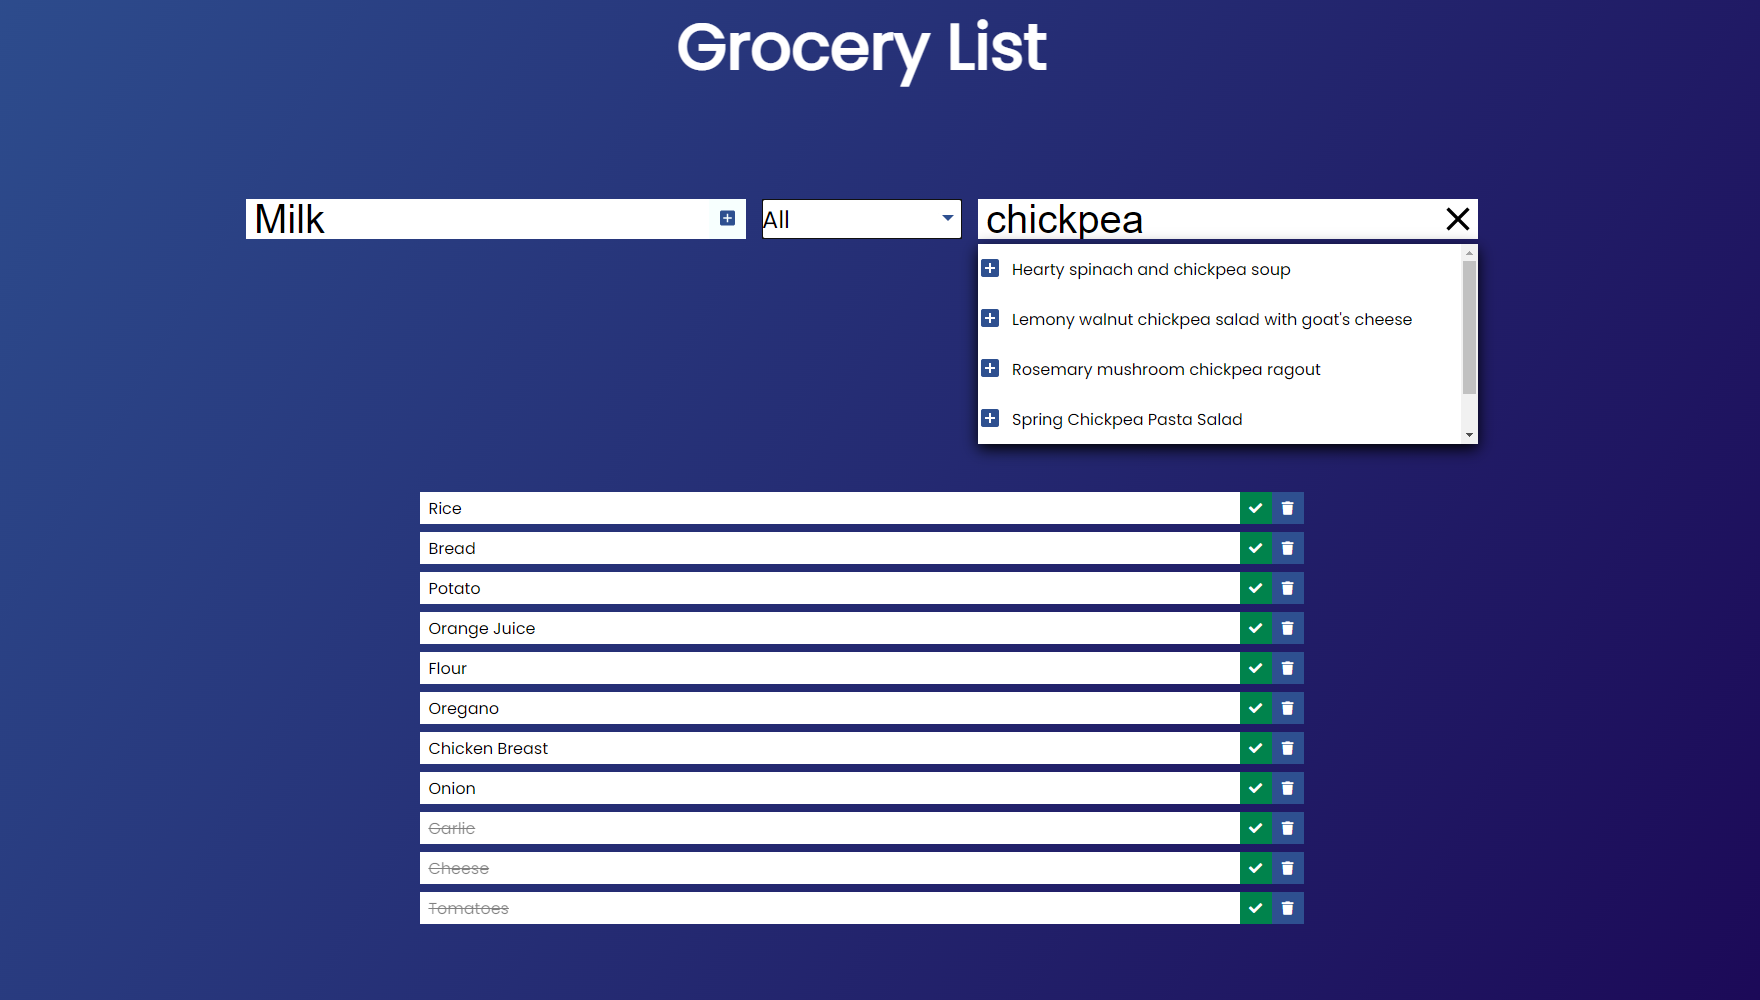 Grocery List
Milk
All
chickpea
Hearty spinach and chickpea soup
Lemony walnut chickpea salad with goat's cheese
Rosemary mushroom chickpea ragout
Spring Chickpea Pasta Salad
Rice
Bread
Potato
Orange Juice
Flour
Oregano
Chicken Breast
Onion
Garlic
Cheese
Tomatoes